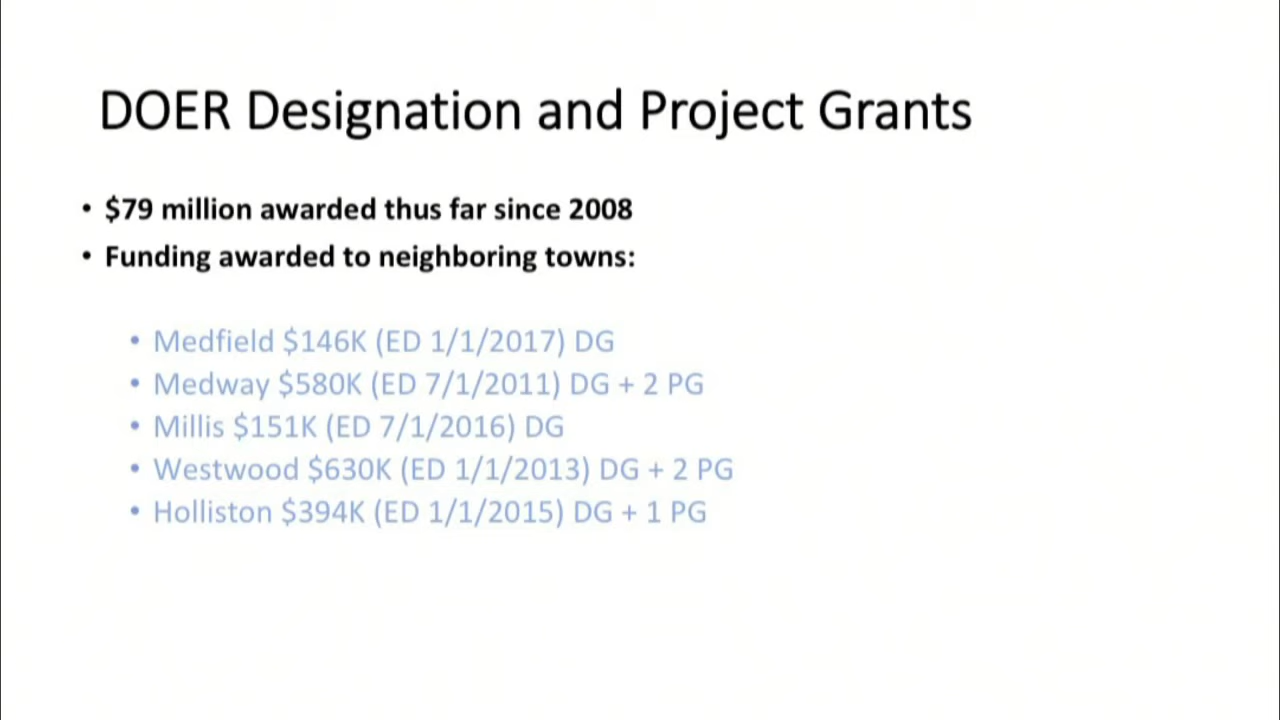 DOER Designation and Project Grants
• $79 million awarded thus far since 2008
• Funding awarded to neighboring towns:
• Medfield $146K (ED 1/1/2017) DG
• Medway $580K (ED 7/1/2011) DG + 2 PG
• Millis $151K (ED 7/1/2016) DG
• Westwood $630K (ED 1/1/2013) DG + 2 PG
• Holliston $394K (ED 1/1/2015) DG + 1 PG